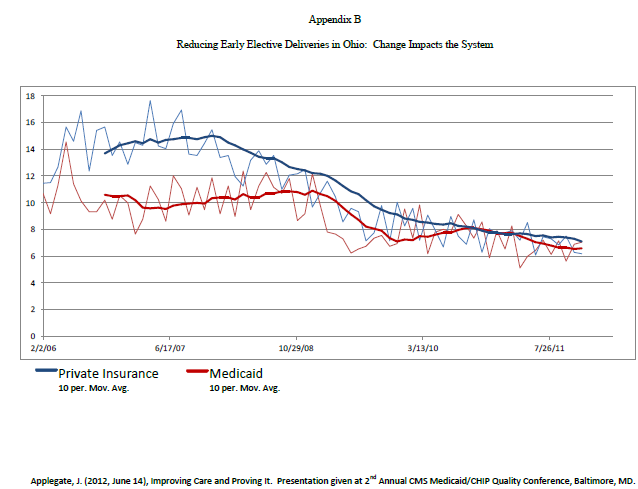 Appendix B
Reducing Early Elective Deliveries in Ohio: Change Impacts the System
18
16
14
12
10
8
6
4
2
0
2/2/06 6/17/07 10/29/08 3/13/10 7/26/11
Private Insurance Medicaid
10 per. Mov. Avg. 10 per. Mov. Avg.
Applegate, J. (2012, June 14), Improving Care and Proving It. Presentation given at 2nd Annual CMS Medicaid/CHIP Quality Conference, Baltimore, MD.